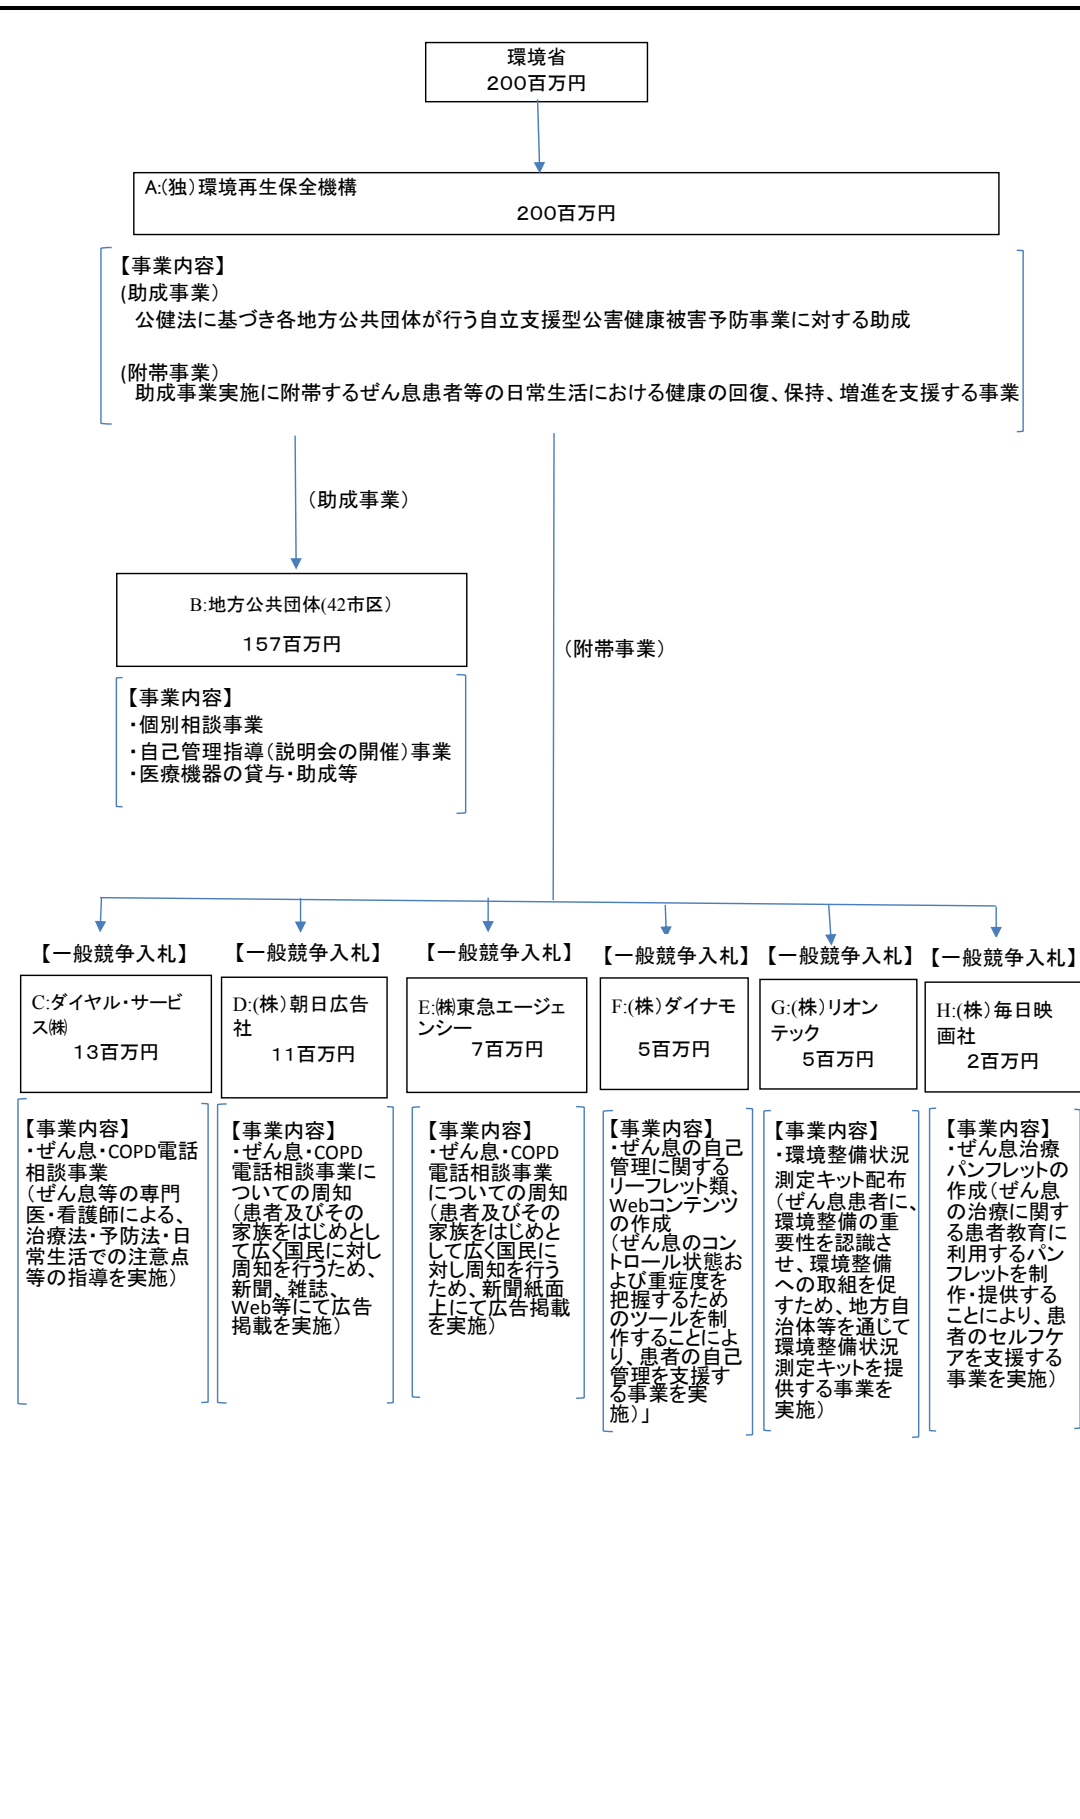 環境省
200百万円
A:(独)環境再生保全機構
200百万円
【事業内容】
(助成事業)
公健法に基づき各地方公共団体が行う自立支援型公害健康被害予防事業に対する助成
(附帯事業)
助成事業実施に附帯するぜん息患者等の日常生活における健康の回復、保持、増進を支援する事業
(助成事業)
B:地方公共団体(42市区)
157百万円
(附帯事業)
【事業内容】
・個別相談事業
・自己管理指導(説明会の開催)事業
・医療機器の貸与・助成等
【一般競争入札】
C:ダイヤル・サービ
ス㈱
13百万円
【事業内容】
・ぜん息・COPD電話
相談事業
(ぜん息等の専門
医・看護師による、
治療法・予防法・日
常生活での注意点
等の指導を実施)
【一般競争入札】
D:(株)朝日広告
社
11百万円
【事業内容】
・ぜん息・COPD
電話相談事業に
ついての周知
(患者及びその
家族をはじめとし
て広く国民に対し
周知を行うため、
新聞、雑誌、
Web等にて広告
掲載を実施)
【一般競争入札】
E:㈱東急エージェ
ンシー
7百万円
【事業内容】
・ぜん息・COPD
電話相談事業
についての周知
(患者及びその
家族をはじめと
して広く国民に
対し周知を行う
ため、新聞紙面
上にて広告掲載
を実施)
【一般競争入札】
F:(株)ダイナモ
5百万円
【事業内容】
・ぜん息の自己
管理に関する
リーフレット類、
Webコンテンツ
の作成
(ぜん息のコン
トロール状態お
よび重症度を
把握するため
のツールを制
作することによ
り、患者の自己
管理を支援す
る事業を実
施)」
【一般競争入札】
G:(株)リオン
テック
5百万円
【事業内容】
・環境整備状況
測定キット配布
(ぜん息患者に、
環境整備の重
要性を認識さ
せ、環境整備
への取組を促
すため、地方自
治体等を通じて
環境整備状況
測定キットを提
供する事業を
実施)
【一般競争入札】
H:(株)毎日映
画社
2百万円
【事業内容】
・ぜん息治療
パンフレットの
作成(ぜん息
の治療に関す
る患者教育に
利用するパン
フレットを制
作・提供する
ことにより、患
者のセルフケ
アを支援する
事業を実施)